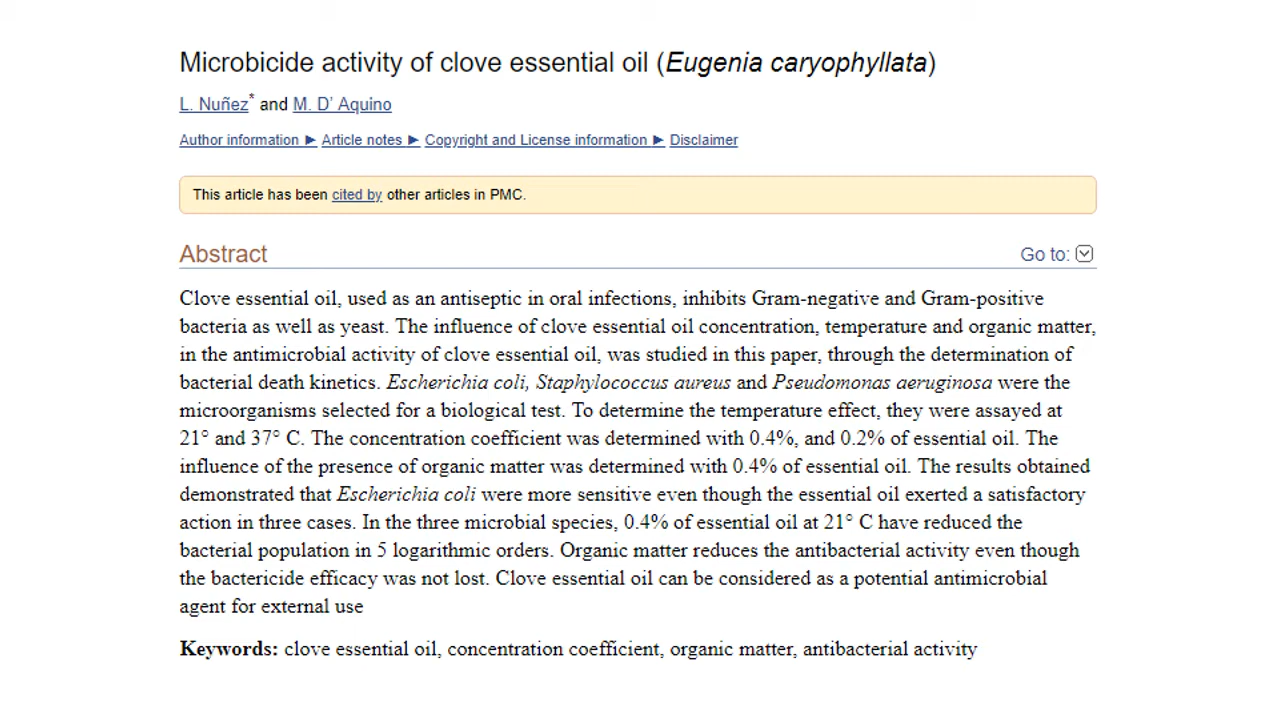 Microbicide activity of clove essential oil (Eugenia caryophyllata)
L. Nuñez* and M. D' Aquino
Author information ► Article notes ► Copyright and License information ► Disclaimer
This article has been cited by other articles in PMC.
Abstract Go to:
Clove essential oil, used as an antiseptic in oral infections, inhibits Gram-negative and Gram-positive
bacteria as well as yeast. The influence of clove essential oil concentration, temperature and organic matter,
in the antimicrobial activity of clove essential oil, was studied in this paper, through the determination of
bacterial death kinetics. Escherichia coli, Staphylococcus aureus and Pseudomonas aeruginosa were the
microorganisms selected for a biological test. To determine the temperature effect, they were assayed at
21° and 37° C. The concentration coefficient was determined with 0.4%, and 0.2% of essential oil. The
influence of the presence of organic matter was determined with 0.4% of essential oil. The results obtained
demonstrated that Escherichia coli were more sensitive even though the essential oil exerted a satisfactory
action in three cases. In the three microbial species, 0.4% of essential oil at 21° C have reduced the
bacterial population in 5 logarithmic orders. Organic matter reduces the antibacterial activity even though
the bactericide efficacy was not lost. Clove essential oil can be considered as a potential antimicrobial
agent for external use
Keywords: clove essential oil, concentration coefficient, organic matter, antibacterial activity